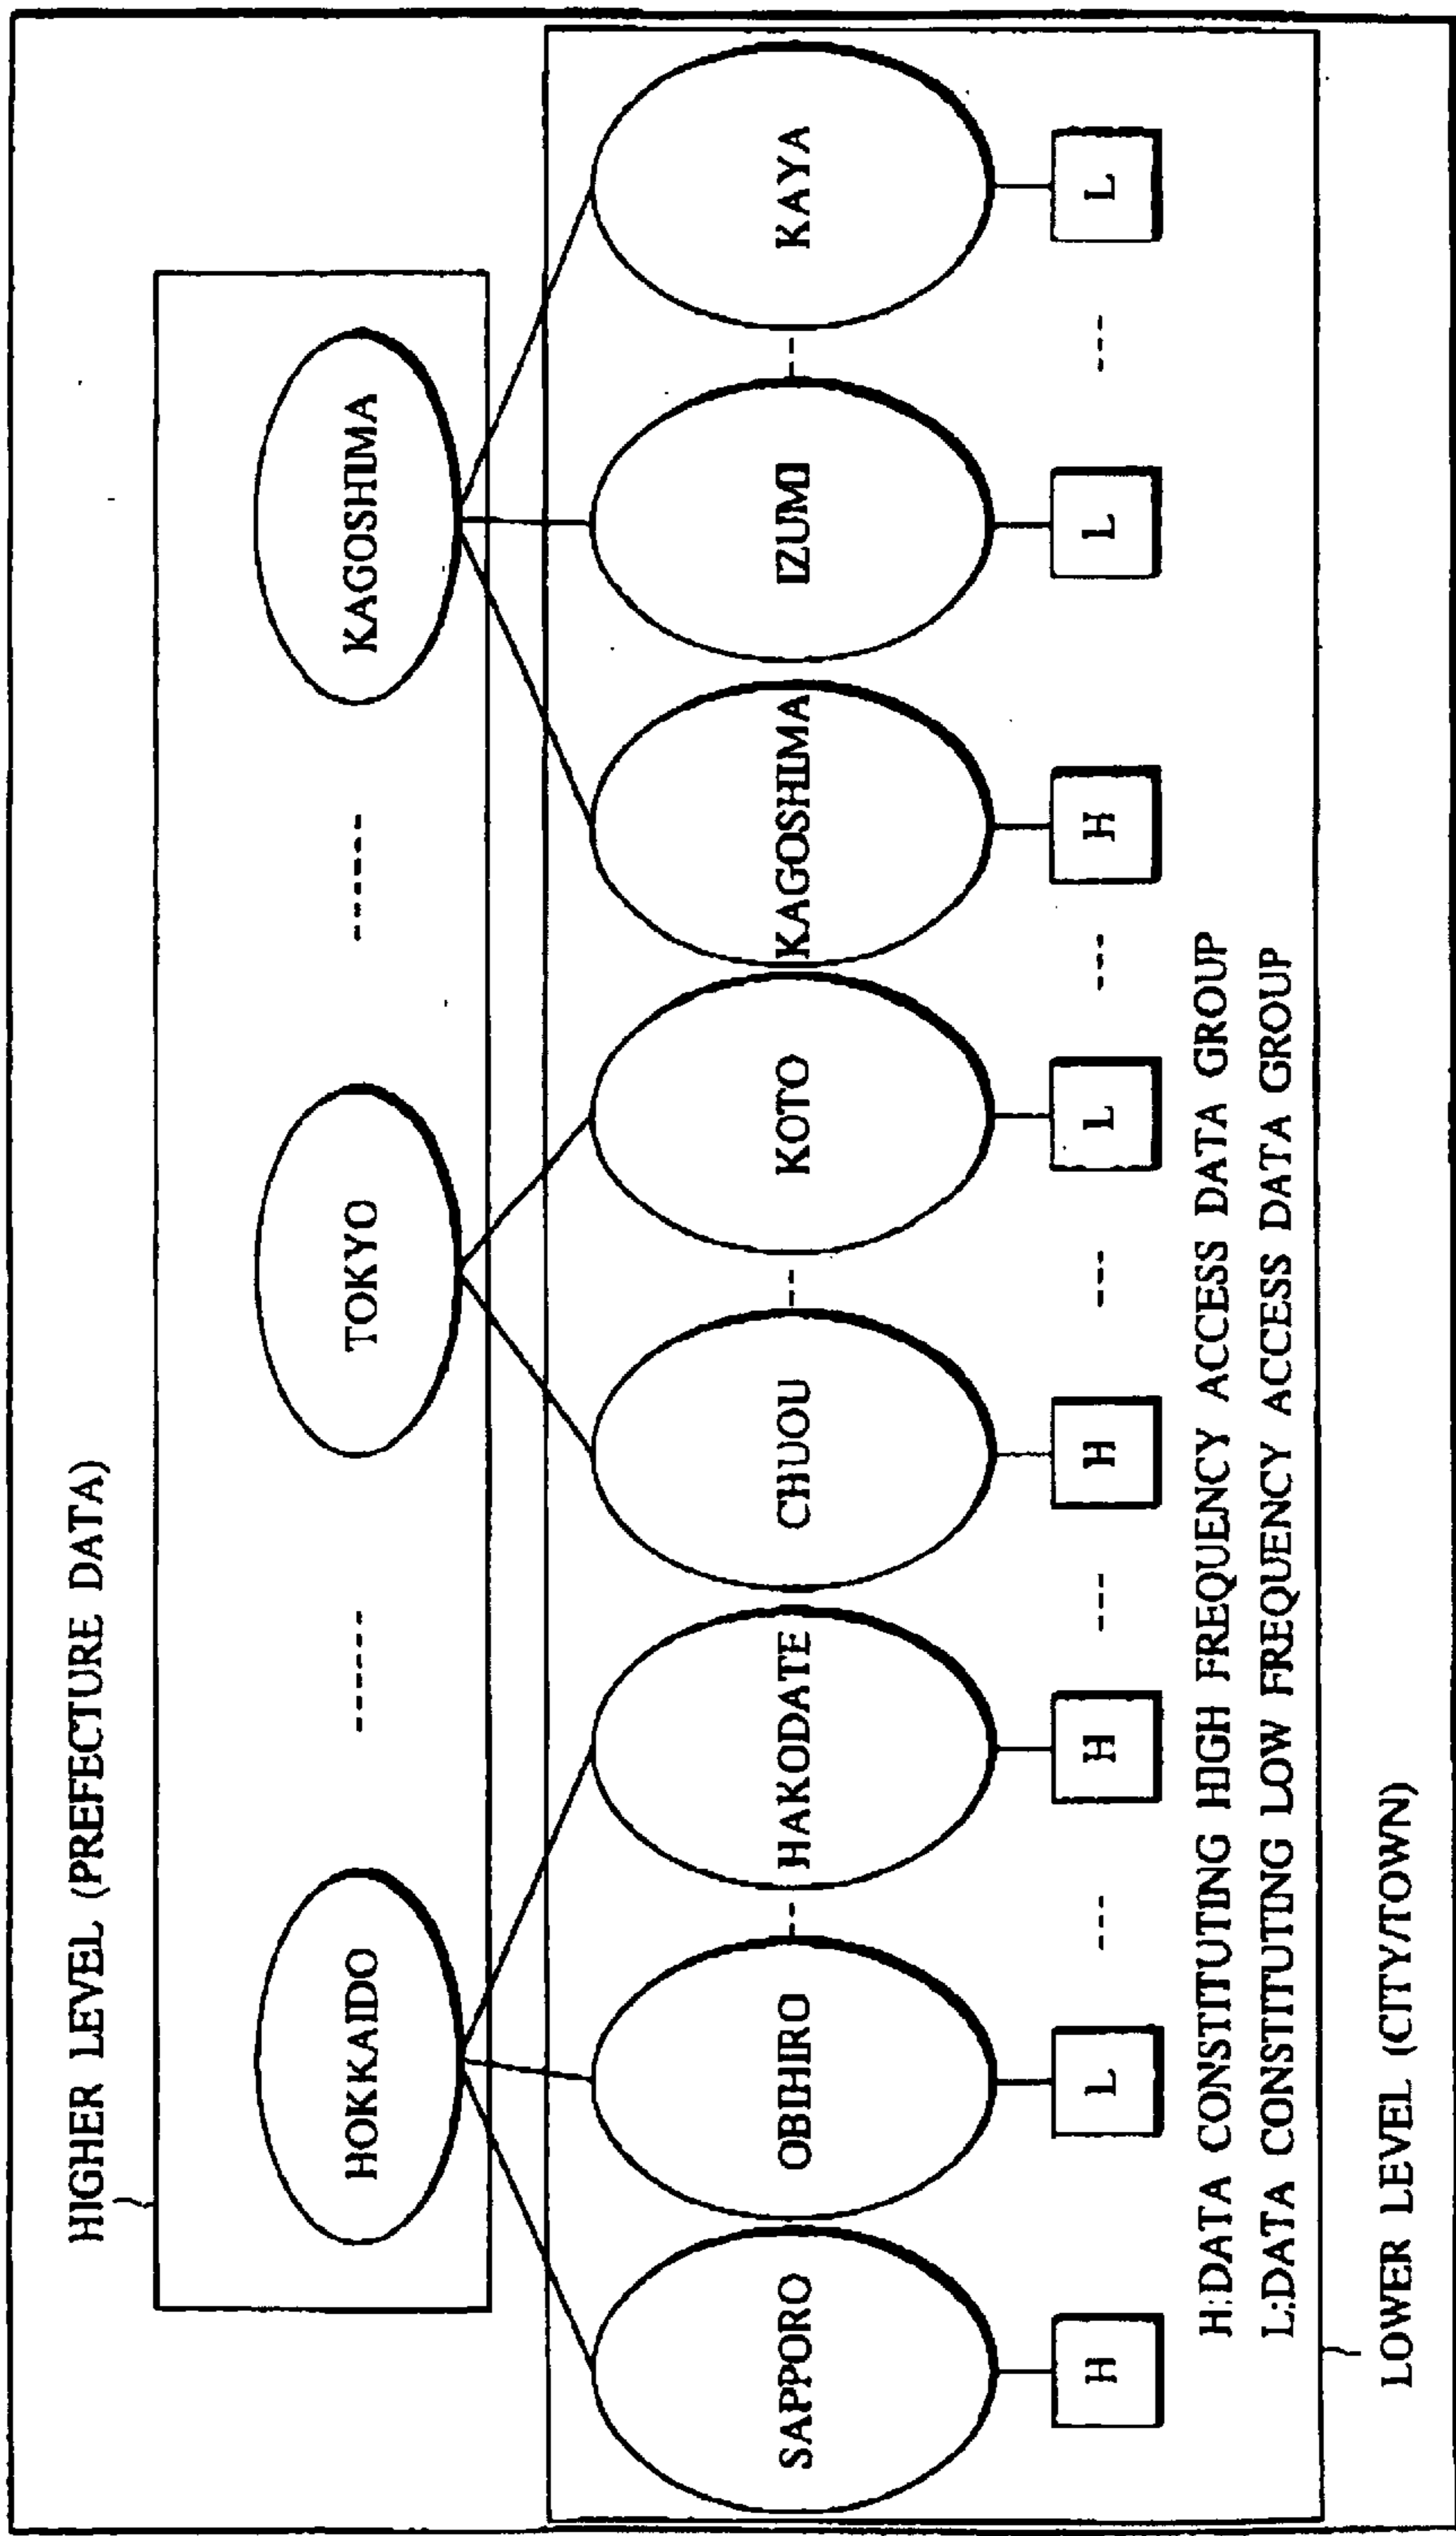 HIGHER LEVEL (PREFECTURE DATA)
HOKKAIDO ------ TOKYO ------ KAGOSHIMA
SAPPORO OBIHIRO -- HAKODATE CHUOU -- KOTO KAGOSHIMA IZUMI -- KAYA
H L --- H --- H --- L --- H L --- L
H:DATA CONSTITUTING HIGH FREQUENCY ACCESS DATA GROUP
L:DATA CONSTITUTING LOW FREQUENCY ACCESS DATA GROUP
LOWER LEVEL (CITY/TOWN)